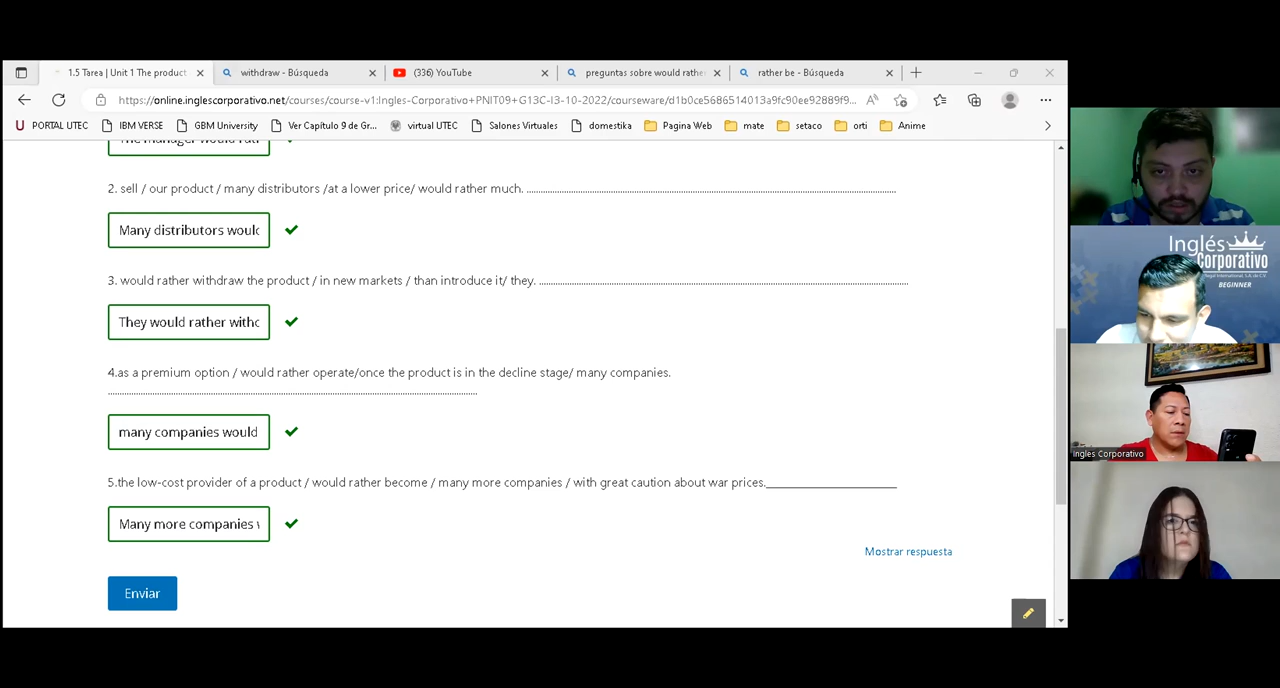 1.5 Tarea | Unit 1 The product
withdraw - Búsqueda
(336) YouTube
preguntas sobre would rathe
rather be - Búsqueda
https://online.inglescorporativo.net/courses/course-v1:Ingles-Corporativo+PNIT09+G13C-I3-10-2022/courseware/d1b0ce5686514013a9fc90ee92889f9...
PORTAL UTEC
IBM VERSE
GBM University
Ver Capítulo 9 de Gr...
virtual UTEC
Salones Virtuales
domestika
Pagina Web
mate
setaco
orti
Anime
The manager would rat
2. sell / our product / many distributors /at a lower price/ would rather much.
Many distributors would
3. would rather withdraw the product / in new markets / than introduce it/ they.
They would rather withd
4.as a premium option / would rather operate/once the product is in the decline stage/ many companies.
many companies would
5.the low-cost provider of a product / would rather become / many more companies / with great caution about war prices.
Many more companies
Mostrar respuesta
Enviar
Inglés
Corporativo
BEGINNER
Ingles Corporativo